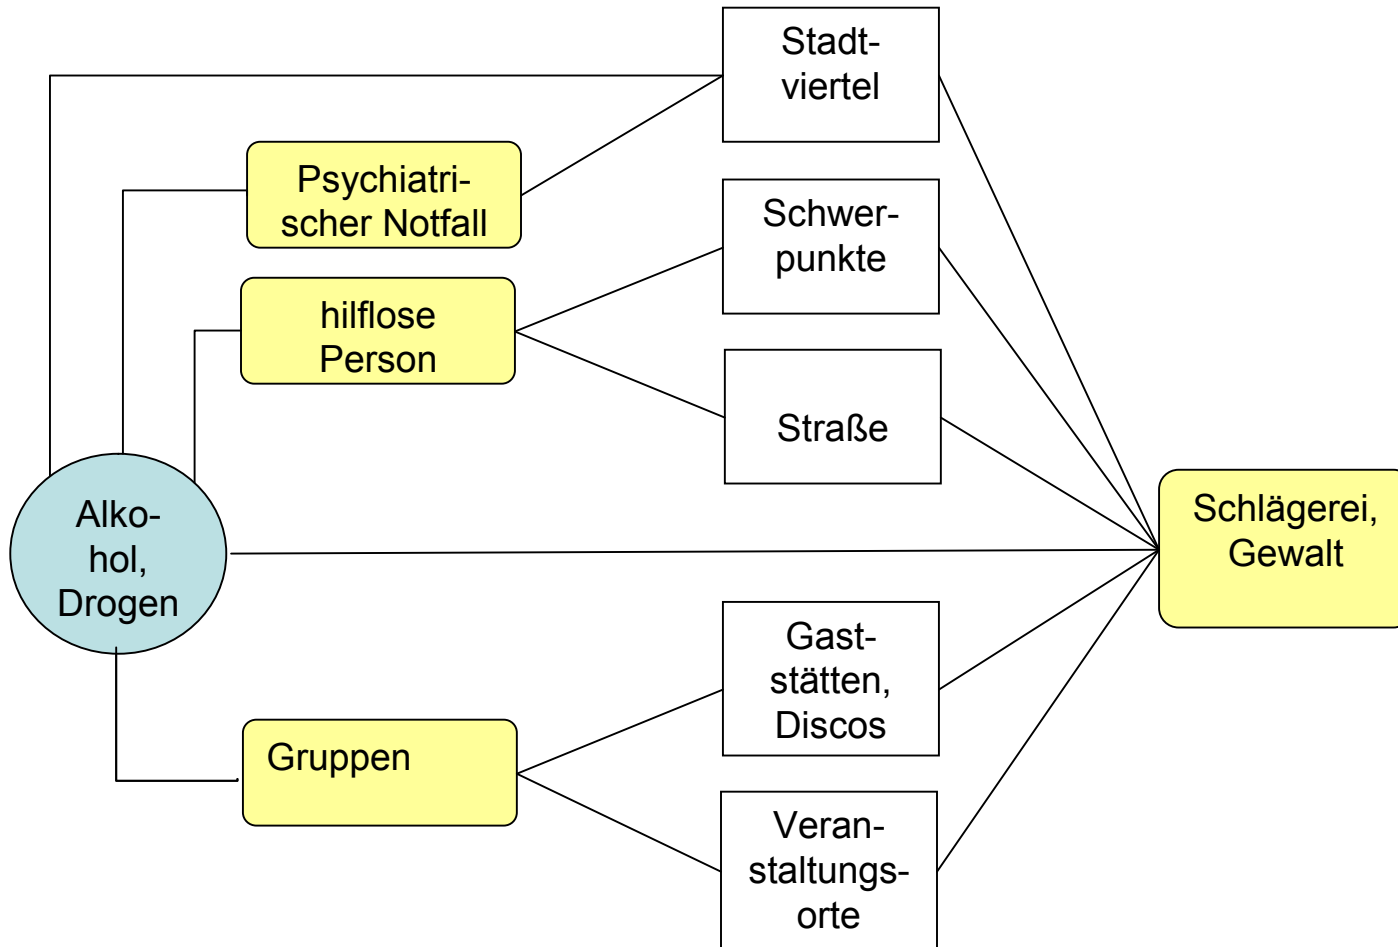 Stadt-
viertel
Psychiatri-
scher Notfall
Schwer-
punkte
hilflose
Person
Straße
Alko-
hol,
Drogen
Schlägerei,
Gewalt
Gast-
stätten,
Discos
Gruppen
Veran-
staltungs-
orte